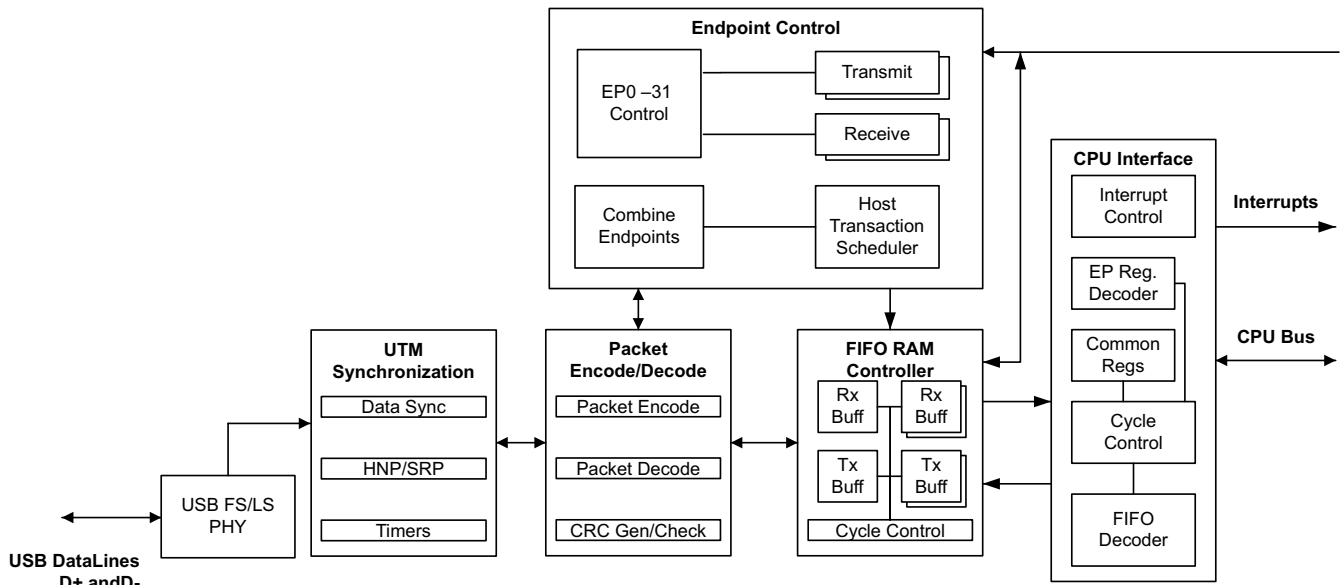 Endpoint Control
EP0 –31
Control
Transmit
Receive
Combine
Endpoints
Host
Transaction
Scheduler
CPU Interface
Interrupt
Control
EP Reg.
Decoder
Common
Regs
Cycle
Control
FIFO
Decoder
Interrupts
CPU Bus
UTM
Synchronization
Data Sync
HNP/SRP
Timers
Packet
Encode/Decode
Packet Encode
Packet Decode
CRC Gen/Check
FIFO RAM
Controller
Rx
Buff
Rx
Buff
Tx
Buff
Tx
Buff
Cycle Control
USB FS/LS
PHY
USB DataLines
D+ andD-